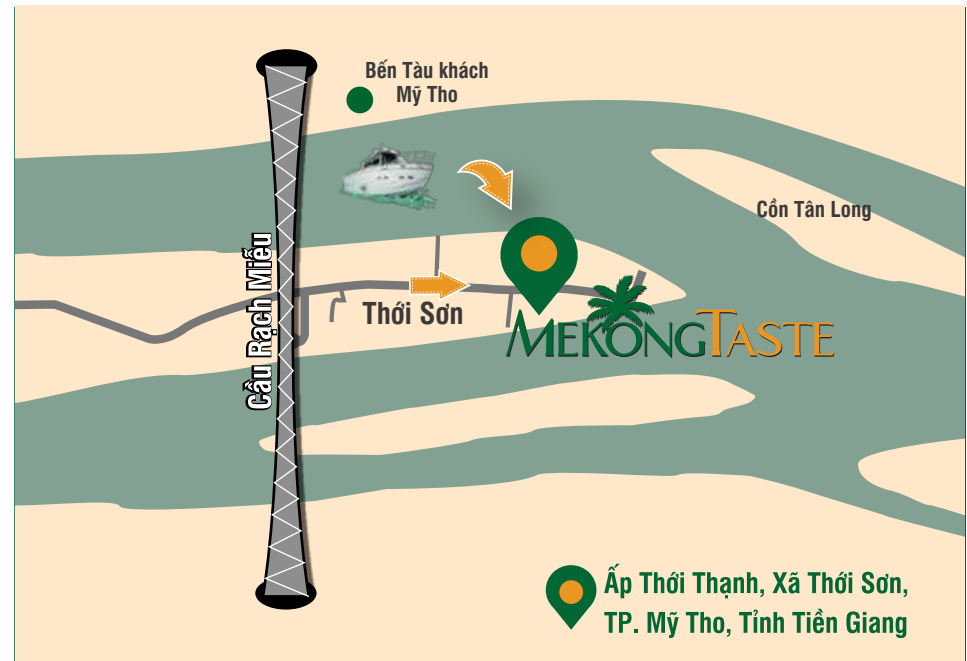 Bến Tàu khách
Mỹ Tho
Cồn Tân Long
Cầu Rạch Miễu
Thới Sơn
MEKONGTASTE
Ấp Thới Thạnh, Xã Thới Sơn,
TP. Mỹ Tho, Tỉnh Tiền Giang